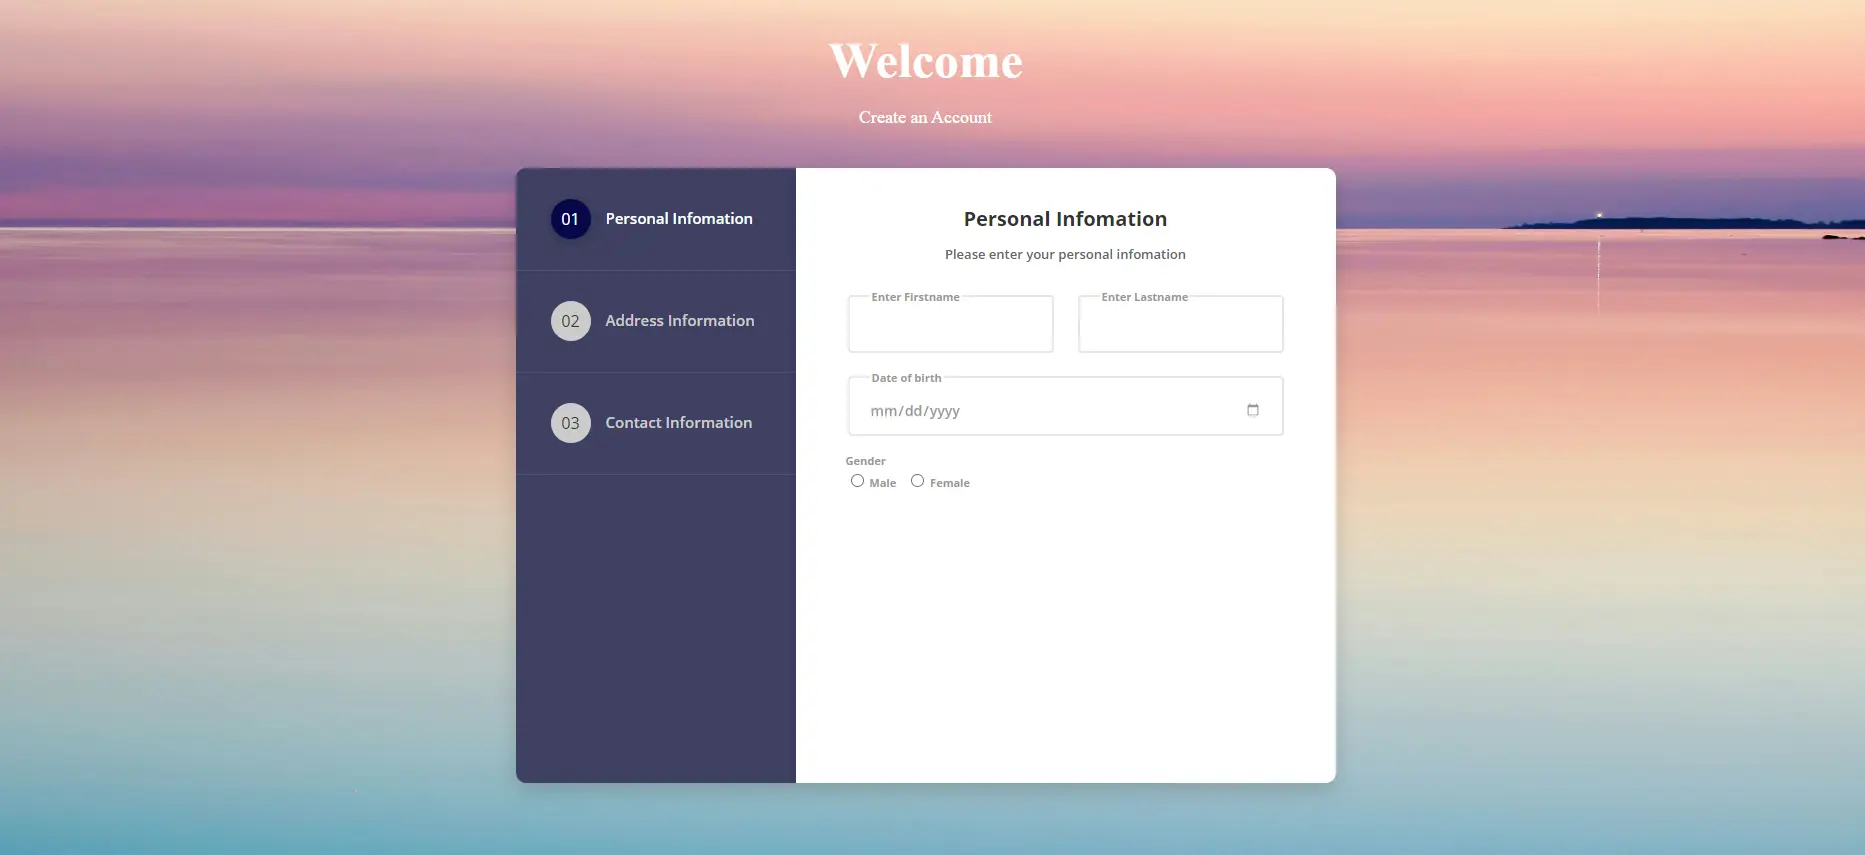 Welcome
Create an Account
01 Personal Infomation
02 Address Information
03 Contact Information
Personal Infomation
Please enter your personal infomation
Enter Firstname Enter Lastname
Date of birth
mm/dd/yyyy
Gender
Male Female